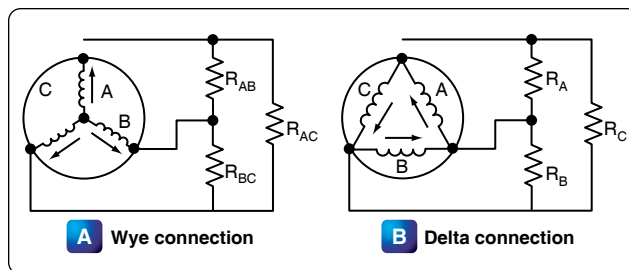 C
A
B
R_AB
R_AC
R_BC
A Wye connection
C
A
B
R_A
R_C
R_B
B Delta connection